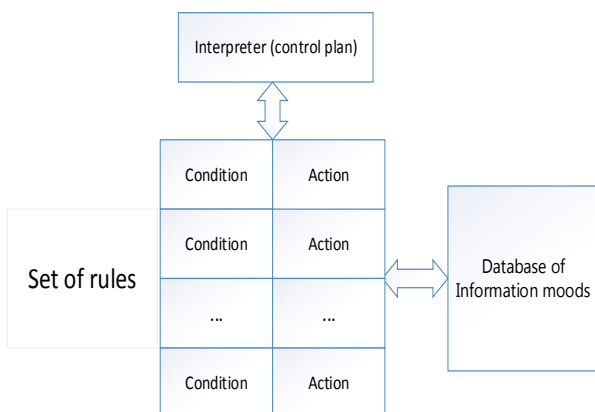 Interpreter (control plan)
Condition Action
Condition Action
Set of rules
Database of
Information moods
... ...
Condition Action